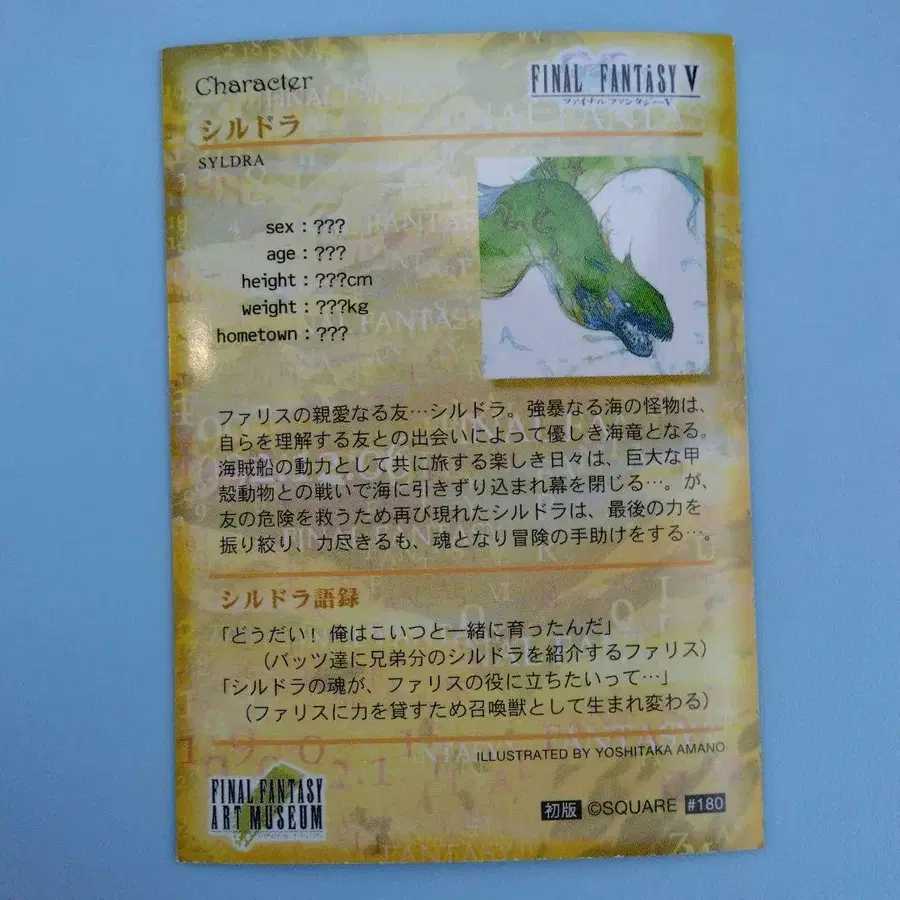 Character
FINAL FANTASY V
ファイナルファンタジーV
シルドラ
SYLDRA
sex：???
age：???
height：???cm
weight：???kg
hometown：???
ファリスの親愛なる友…シルドラ。強暴なる海の怪物は、
自らを理解する友との出会いによって優しき海竜となる。
海賊船の動力として共に旅する楽しき日々は、巨大な甲
殻動物との戦いで海に引きずり込まれ幕を閉じる…。が、
友の危険を救うため再び現れたシルドラは、最後の力を
振り絞り、力尽きるも、魂となり冒険の手助けをする…。
シルドラ語録
「どうだい！俺はこいつと一緒に育ったんだ」
（バッツ達に兄弟分のシルドラを紹介するファリス）
「シルドラの魂が、ファリスの役に立ちたいって…」
（ファリスに力を貸すため召喚獣として生まれ変わる）
ILLUSTRATED BY YOSHITAKA AMANO
FINAL FANTASY
ART MUSEUM
初版 ©SQUARE #180